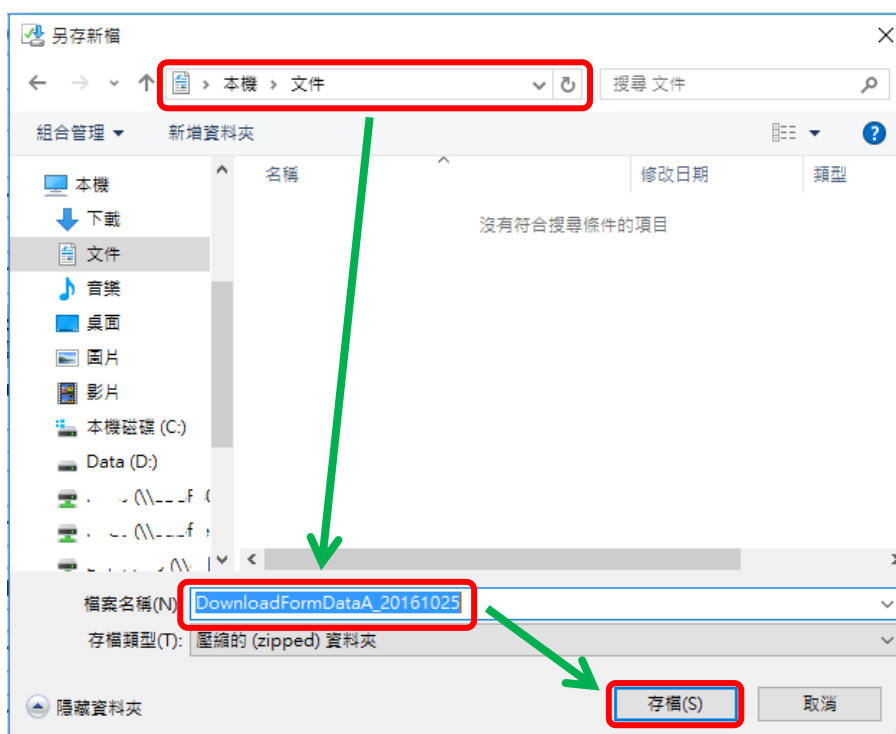 另存新檔
本機 › 文件
搜尋 文件
組合管理 新增資料夾
名稱 修改日期 類型
沒有符合搜尋條件的項目
本機
下載
文件
音樂
桌面
圖片
影片
本機磁碟 (C:)
Data (D:)
檔案名稱(N)
DownloadFormDataA_20161025
存檔類型(T): 壓縮的 (zipped) 資料夾
隱藏資料夾
存檔(S) 取消